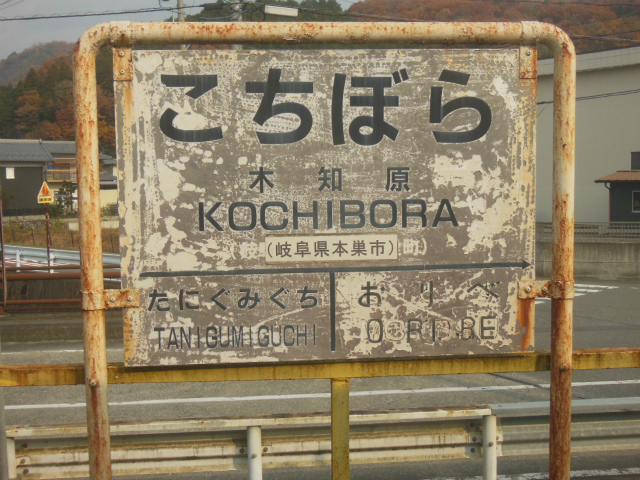 こちぼら
木知原
KOCHIBORA
(岐阜県本巣市)
たにぐみぐち おりべ
TANIGUMIGUCHI ORIBE